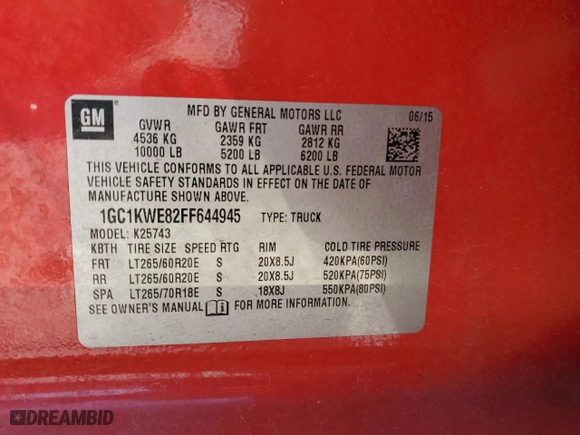 GM
MFD BY GENERAL MOTORS LLC 06/15
GVWR GAWR FRT GAWR RR
4536 KG 2359 KG 2812 KG
10000 LB 5200 LB 6200 LB
THIS VEHICLE CONFORMS TO ALL APPLICABLE U.S. FEDERAL MOTOR
VEHICLE SAFETY STANDARDS IN EFFECT ON THE DATE OF
MANUFACTURE SHOWN ABOVE.
1GC1KWE82FF644945 TYPE: TRUCK
MODEL: K25743
KBTH TIRE SIZE SPEED RTG RIM COLD TIRE PRESSURE
FRT LT265/60R20E S 20X8.5J 420KPA(60PSI)
RR LT265/60R20E S 20X8.5J 520KPA(75PSI)
SPA LT265/70R18E S 18X8J 550KPA(80PSI)
SEE OWNER'S MANUAL FOR MORE INFORMATION
DREAMBID